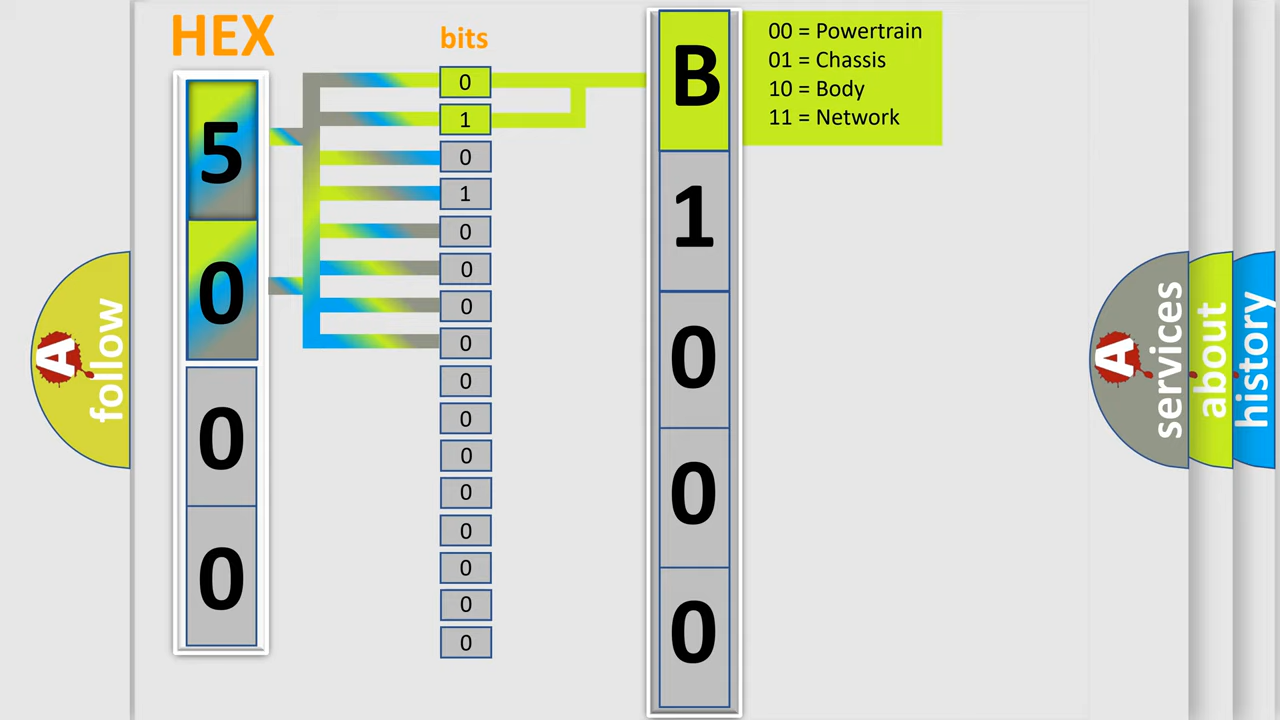 HEX
bits
5
0
0
0
0
1
0
1
0
0
0
0
0
0
0
0
0
0
0
0
B
1
0
0
0
00 = Powertrain
01 = Chassis
10 = Body
11 = Network
A follow
A services
about
history